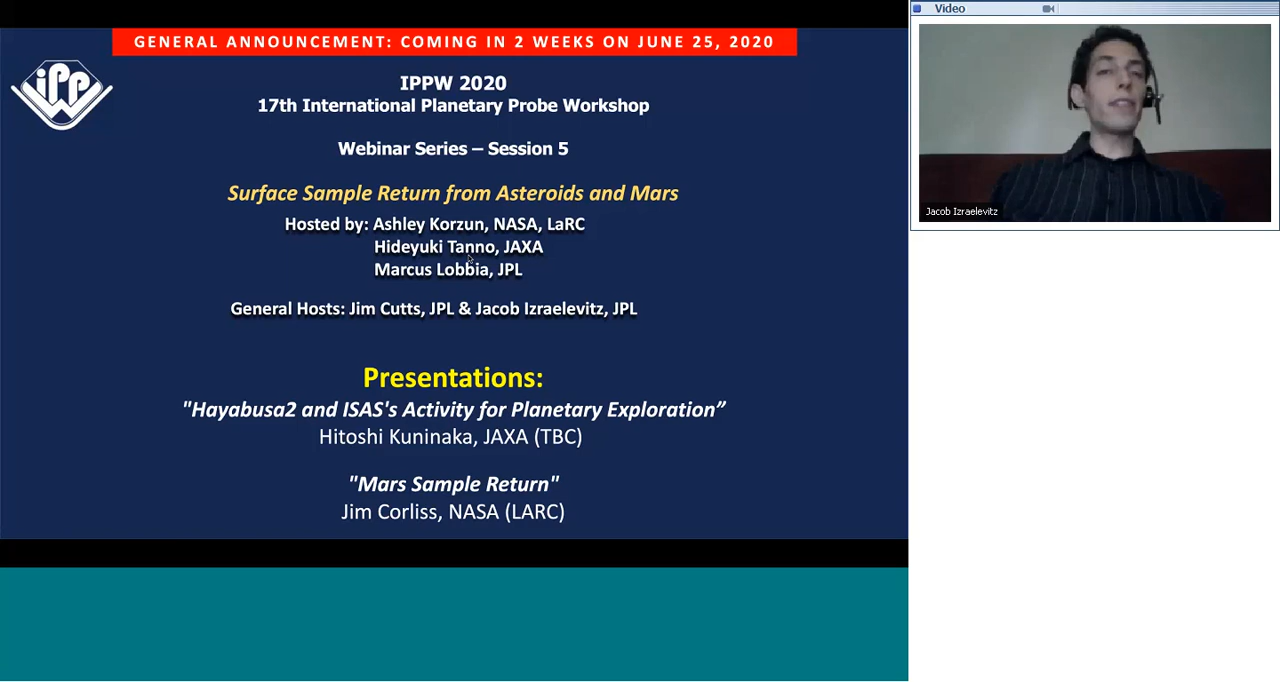 GENERAL ANNOUNCEMENT: COMING IN 2 WEEKS ON JUNE 25, 2020
IPPW
IPPW 2020
17th International Planetary Probe Workshop
Webinar Series – Session 5
Surface Sample Return from Asteroids and Mars
Hosted by: Ashley Korzun, NASA, LaRC
Hideyuki Tanno, JAXA
Marcus Lobbia, JPL
General Hosts: Jim Cutts, JPL & Jacob Izraelevitz, JPL
Presentations:
"Hayabusa2 and ISAS's Activity for Planetary Exploration”
Hitoshi Kuninaka, JAXA (TBC)
"Mars Sample Return"
Jim Corliss, NASA (LARC)
Video
Jacob Izraelevitz